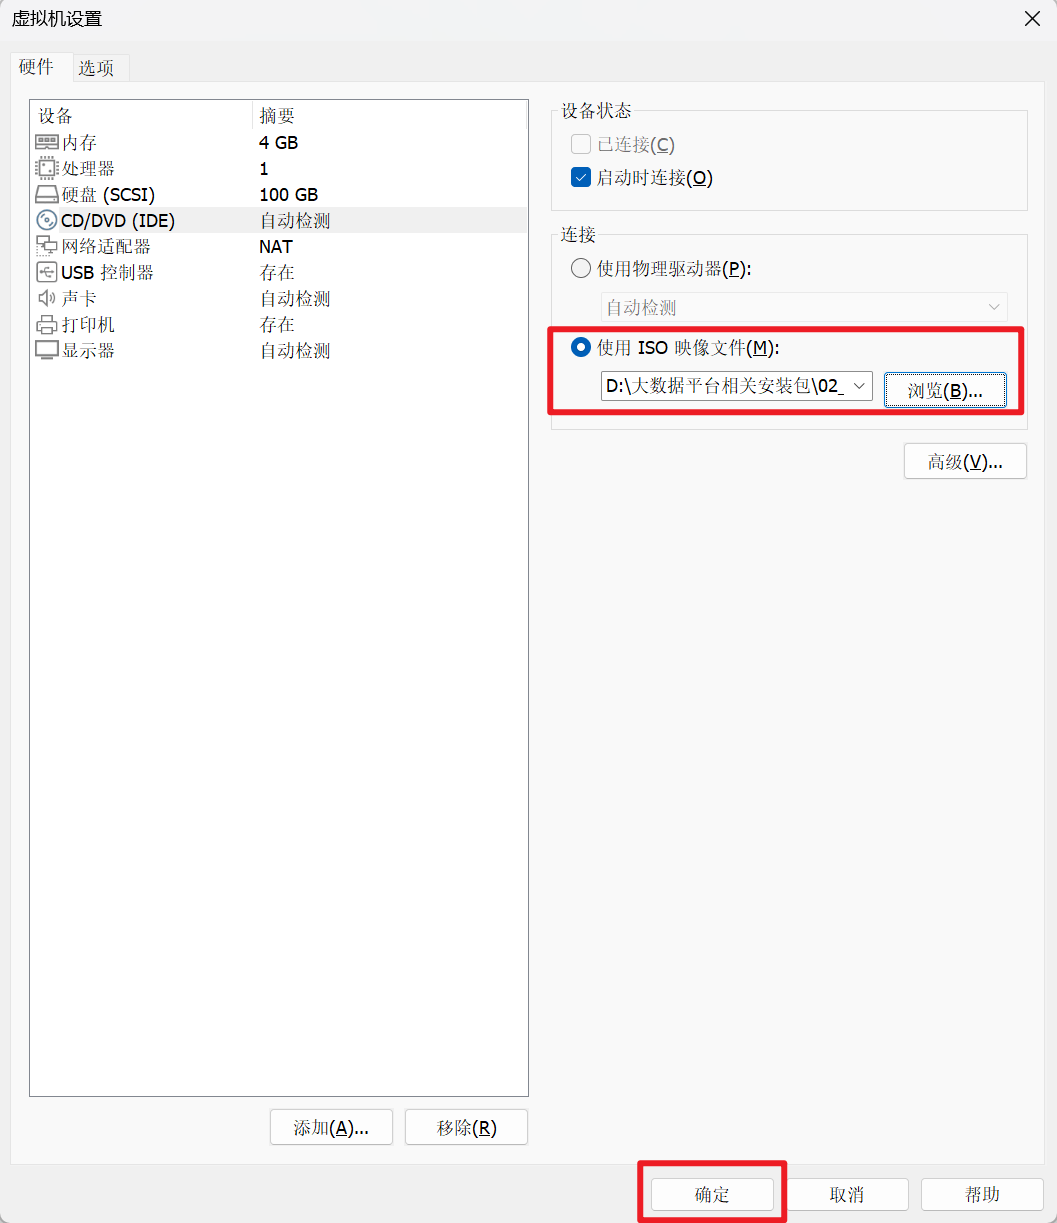 虚拟机设置
硬件 选项
设备 摘要
内存 4 GB
处理器 1
硬盘 (SCSI) 100 GB
CD/DVD (IDE) 自动检测
网络适配器 NAT
USB 控制器 存在
声卡 自动检测
打印机 存在
显示器 自动检测
添加(A)... 移除(R)
设备状态
已连接(C)
启动时连接(O)
连接
使用物理驱动器(P):
自动检测
使用 ISO 映像文件(M):
D:\大数据平台相关安装包\02_ 浏览(B)...
高级(V)...
确定 取消 帮助